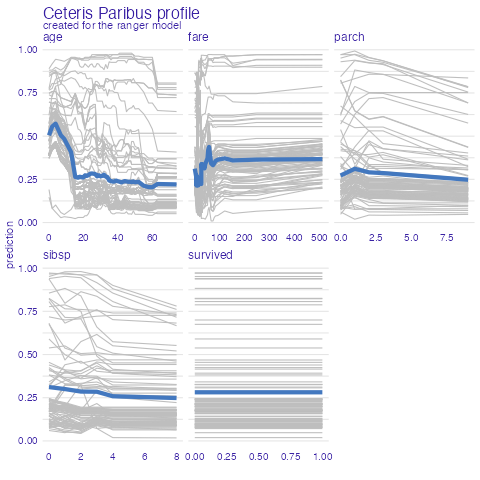 Ceteris Paribus profile
created for the ranger model
age fare parch
1.00
0.75
0.50
0.25
0.00
0 20 40 60 0 100 200 300 400 500 0.0 2.5 5.0 7.5
prediction
sibsp survived
1.00
0.75
0.50
0.25
0.00
0 2 4 6 8 0.00 0.25 0.50 0.75 1.00